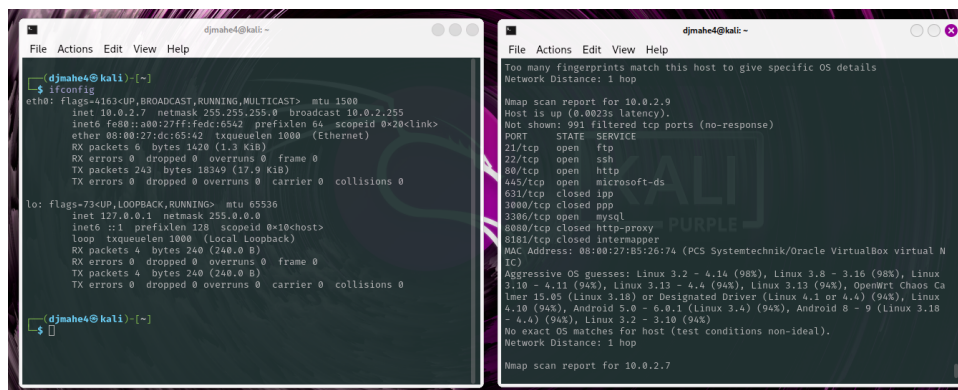 djmahe4@kali: ~
File Actions Edit View Help
┌──(djmahe4㉿kali)-[~]
└─$ ifconfig
eth0: flags=4163<UP,BROADCAST,RUNNING,MULTICAST>  mtu 1500
inet 10.0.2.7  netmask 255.255.255.0  broadcast 10.0.2.255
inet6 fe80::a00:27ff:fedc:6542  prefixlen 64  scopeid 0×20<link>
ether 08:00:27:dc:65:42  txqueuelen 1000  (Ethernet)
RX packets 6  bytes 1420 (1.3 KiB)
RX errors 0  dropped 0  overruns 0  frame 0
TX packets 243  bytes 18349 (17.9 KiB)
TX errors 0  dropped 0 overruns 0  carrier 0  collisions 0
lo: flags=73<UP,LOOPBACK,RUNNING>  mtu 65536
inet 127.0.0.1  netmask 255.0.0.0
inet6 ::1  prefixlen 128  scopeid 0×10<host>
loop  txqueuelen 1000  (Local Loopback)
RX packets 4  bytes 240 (240.0 B)
RX errors 0  dropped 0  overruns 0  frame 0
TX packets 4  bytes 240 (240.0 B)
TX errors 0  dropped 0 overruns 0  carrier 0  collisions 0
┌──(djmahe4㉿kali)-[~]
└─$
djmahe4@kali: ~
File Actions Edit View Help
Too many fingerprints match this host to give specific OS details
Network Distance: 1 hop
Nmap scan report for 10.0.2.9
Host is up (0.0023s latency).
Not shown: 991 filtered tcp ports (no-response)
PORT     STATE  SERVICE
21/tcp   open   ftp
22/tcp   open   ssh
80/tcp   open   http
445/tcp  open   microsoft-ds
631/tcp  closed ipp
3000/tcp closed ppp
3306/tcp open   mysql
8080/tcp closed http-proxy
8181/tcp closed intermapper
MAC Address: 08:00:27:B5:26:74 (PCS Systemtechnik/Oracle VirtualBox virtual N
IC)
Aggressive OS guesses: Linux 3.2 - 4.14 (98%), Linux 3.8 - 3.16 (98%), Linux
3.10 - 4.11 (94%), Linux 3.13 - 4.4 (94%), Linux 3.13 (94%), OpenWrt Chaos Ca
lmer 15.05 (Linux 3.18) or Designated Driver (Linux 4.1 or 4.4) (94%), Linux
4.10 (94%), Android 5.0 - 6.0.1 (Linux 3.4) (94%), Android 8 - 9 (Linux 3.18
- 4.4) (94%), Linux 3.2 - 3.10 (94%)
No exact OS matches for host (test conditions non-ideal).
Network Distance: 1 hop
Nmap scan report for 10.0.2.7
KALI
PURPLE